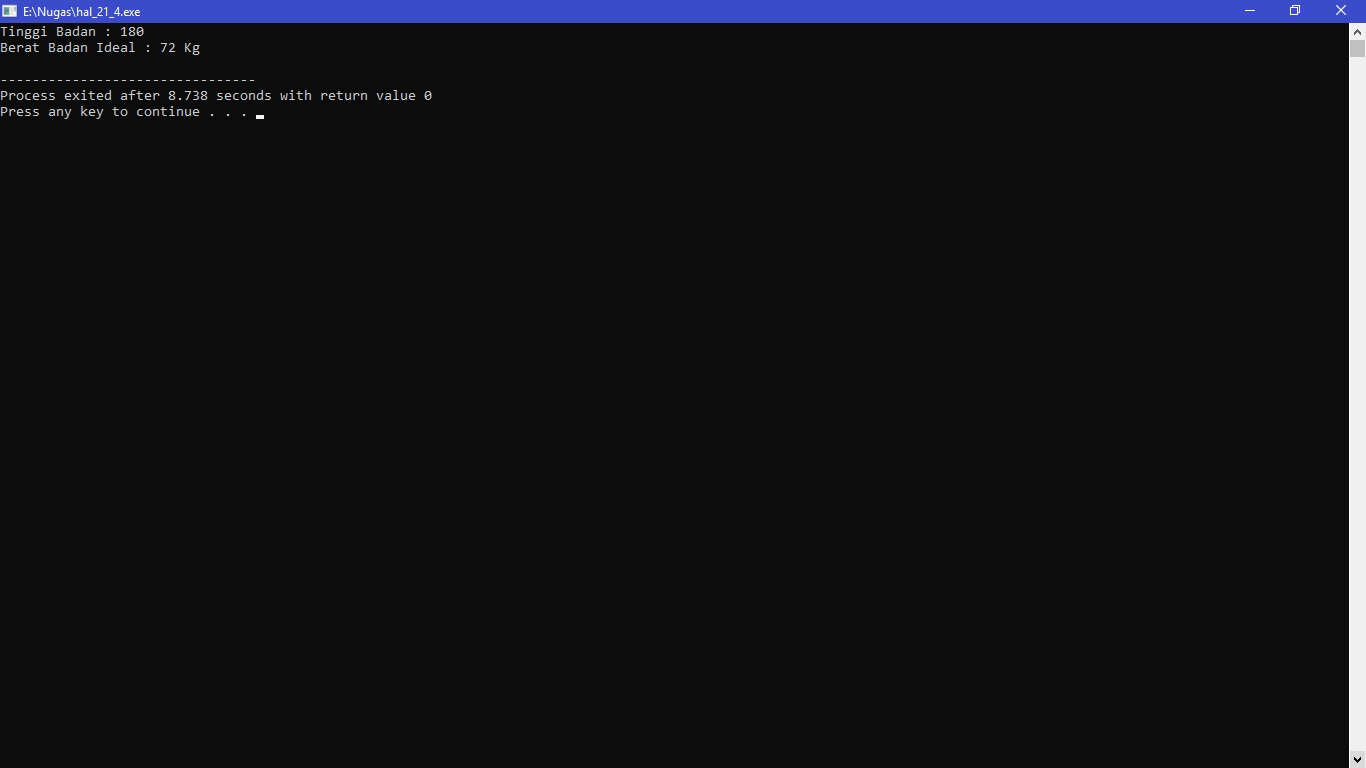 E:\Nugas\hal_21_4.exe
Tinggi Badan : 180
Berat Badan Ideal : 72 Kg
--------------------------------
Process exited after 8.738 seconds with return value 0
Press any key to continue . . .